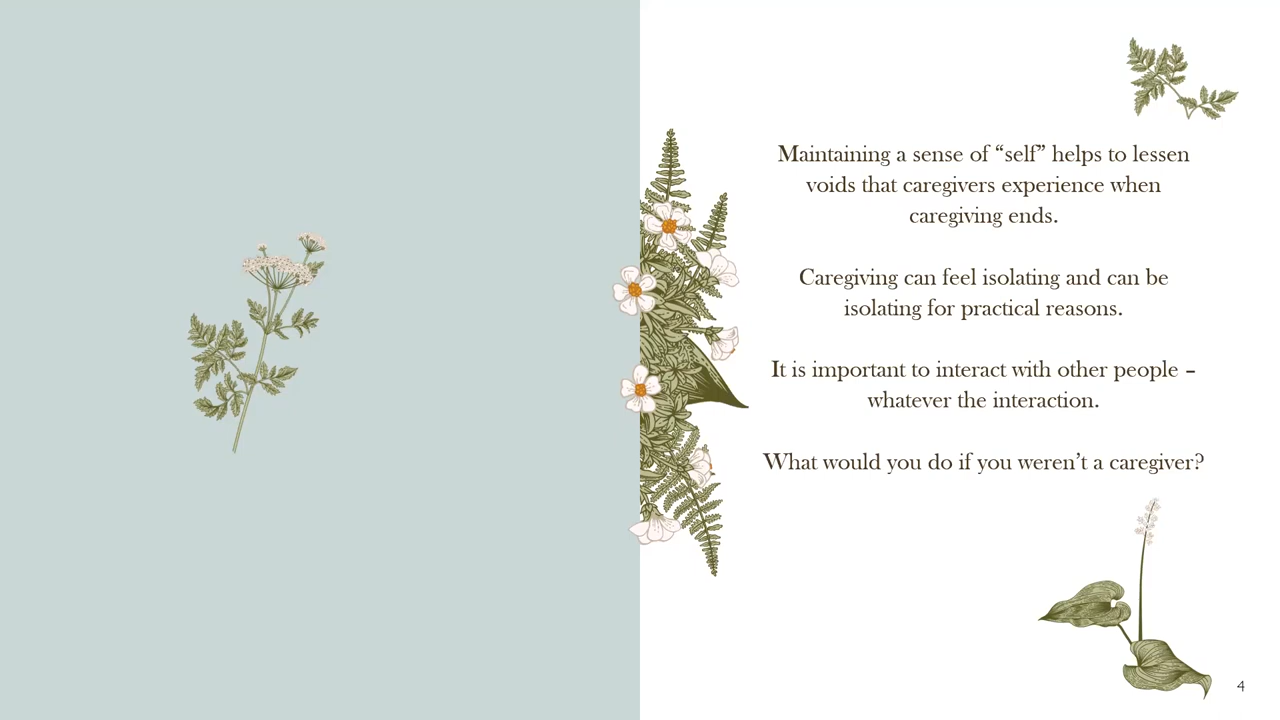 Maintaining a sense of “self” helps to lessen
voids that caregivers experience when
caregiving ends.
Caregiving can feel isolating and can be
isolating for practical reasons.
It is important to interact with other people –
whatever the interaction.
What would you do if you weren’t a caregiver?
4